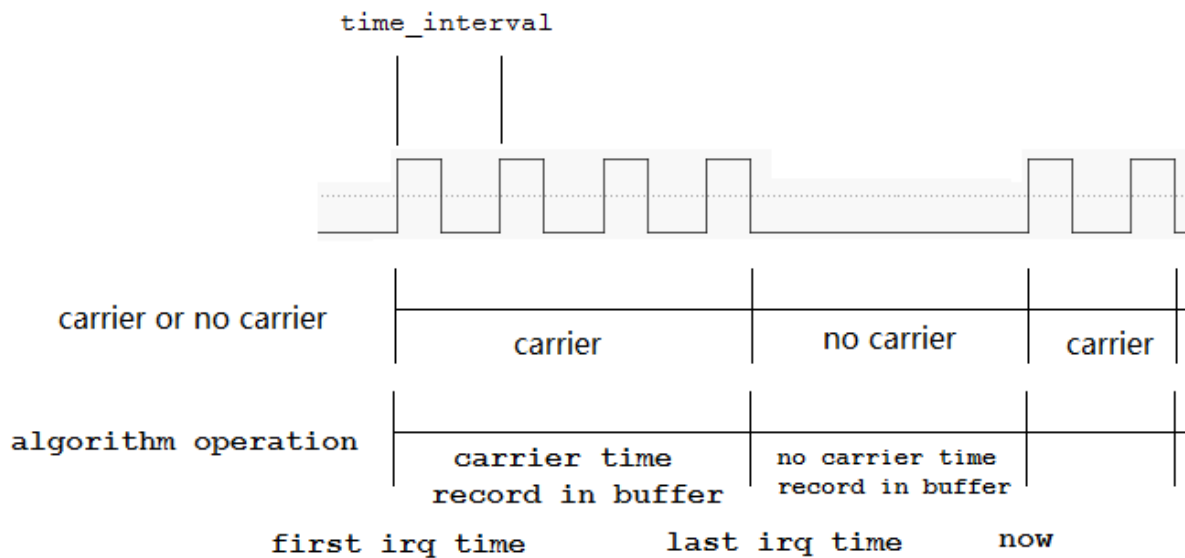 time_interval
carrier or no carrier
carrier
no carrier
carrier
algorithm operation
carrier time
record in buffer
no carrier time
record in buffer
first irq time
last irq time
now